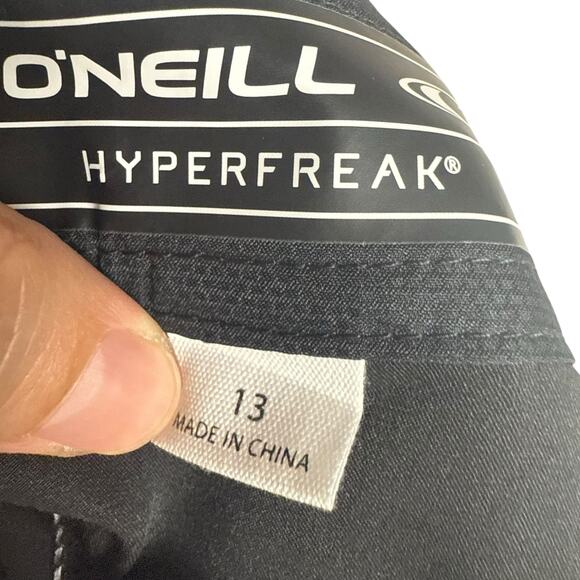 O'NEILL
HYPERFREAK®
13
MADE IN CHINA